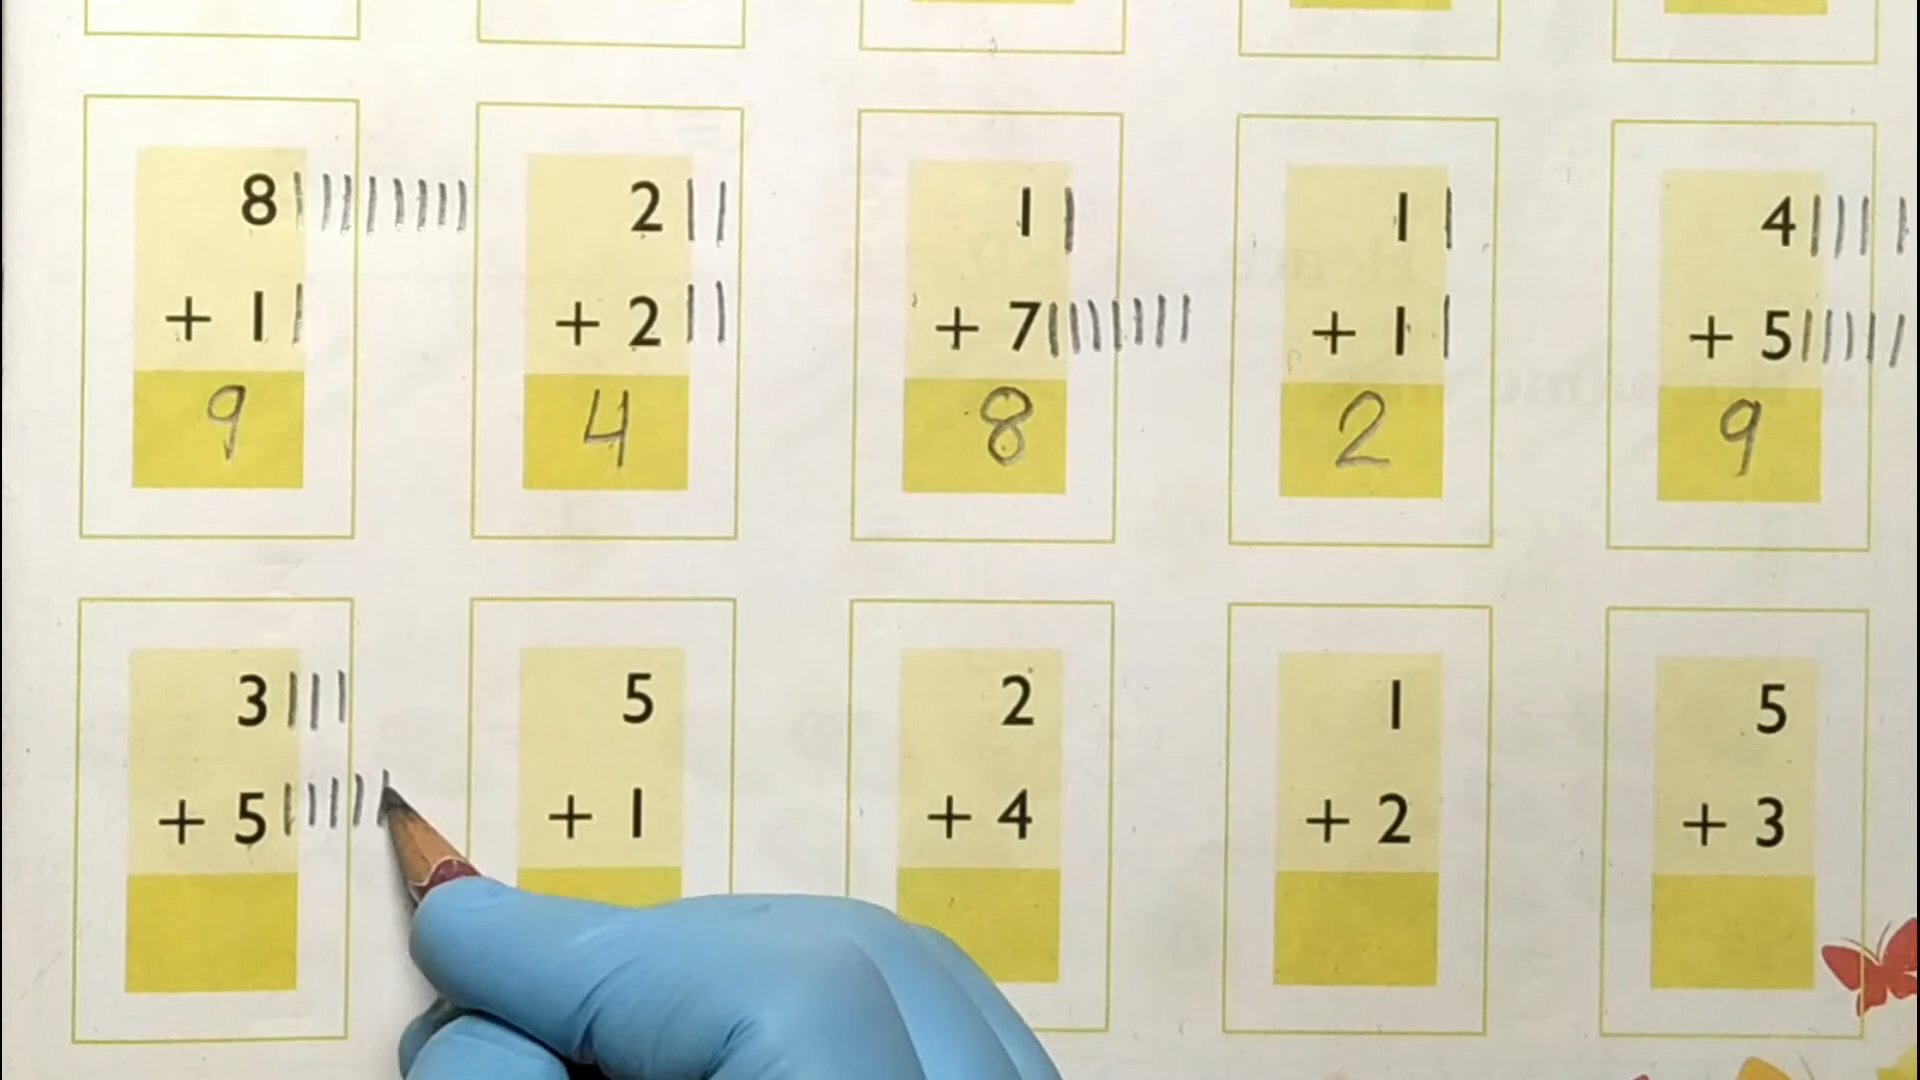 8 2 1 1 4
+ 1 + 2 + 7 + 1 + 5
9 4 8 2 9
3 5 2 1 5
+ 5 + 1 + 4 + 2 + 3